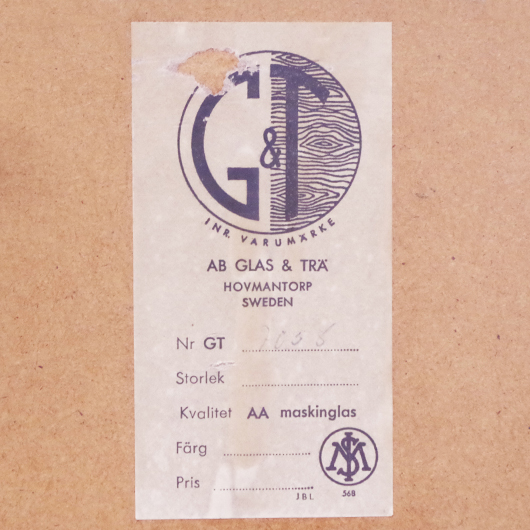 G&T
INR. VARUMÄRKE
AB GLAS & TRÄ
HOVMANTORP
SWEDEN
Nr GT
Storlek
Kvalitet AA maskinglas
Färg
Pris
JBL
56B